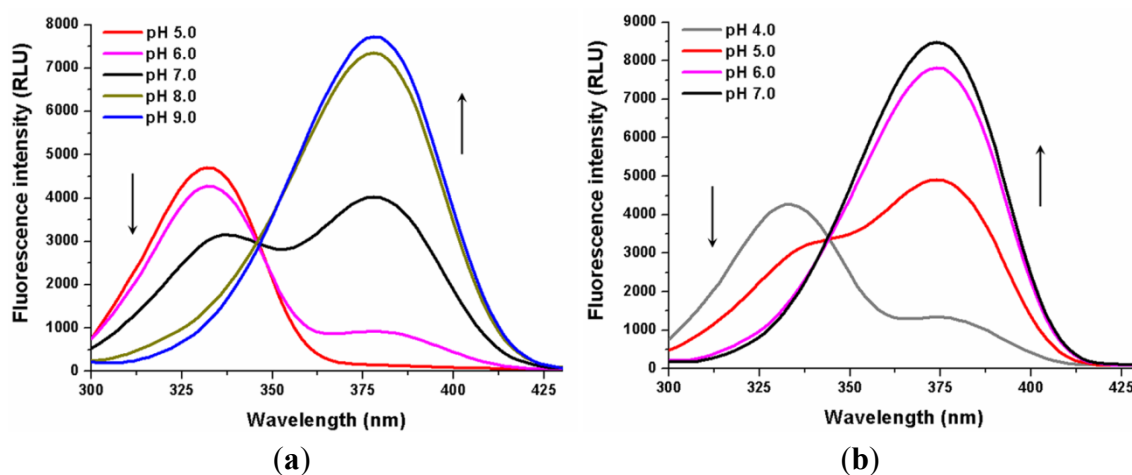 Fluorescence intensity (RLU)
8000
7000
6000
5000
4000
3000
2000
1000
0
pH 5.0
pH 6.0
pH 7.0
pH 8.0
pH 9.0
300 325 350 375 400 425
Wavelength (nm)
(a)
Fluorescence intensity (RLU)
9000
8000
7000
6000
5000
4000
3000
2000
1000
0
pH 4.0
pH 5.0
pH 6.0
pH 7.0
300 325 350 375 400 425
Wavelength (nm)
(b)